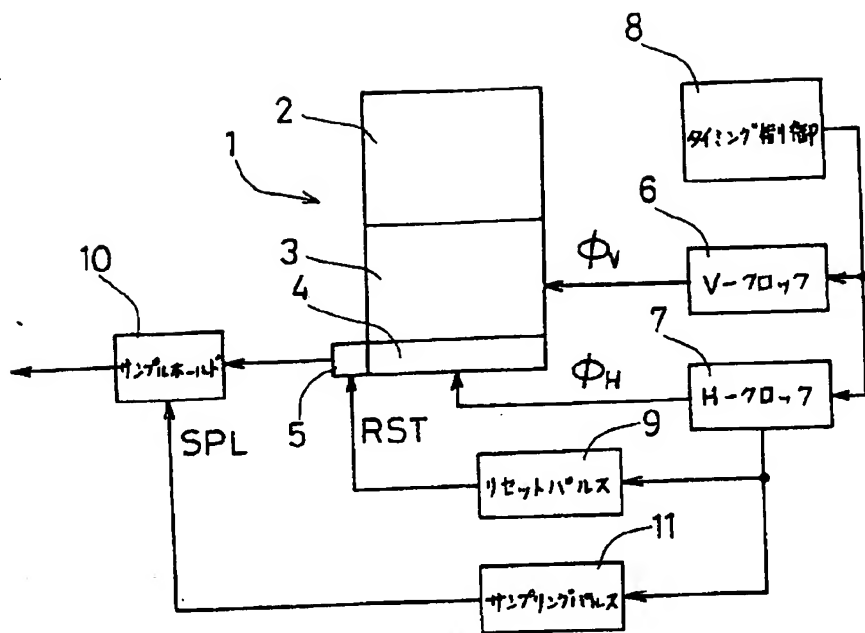 8
タイミング制御
2
1
6
V-クロック
ΦV
3
4
10
サンプルホールド
7
H-クロック
ΦH
5
RST
SPL
9
リセットパルス
11
サンプリングパルス